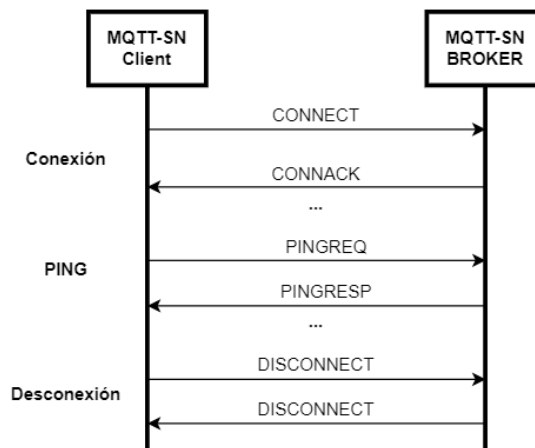 MQTT-SN
Client
MQTT-SN
BROKER
CONNECT
Conexión
CONNACK
...
PINGREQ
PING
PINGRESP
...
DISCONNECT
Desconexión
DISCONNECT